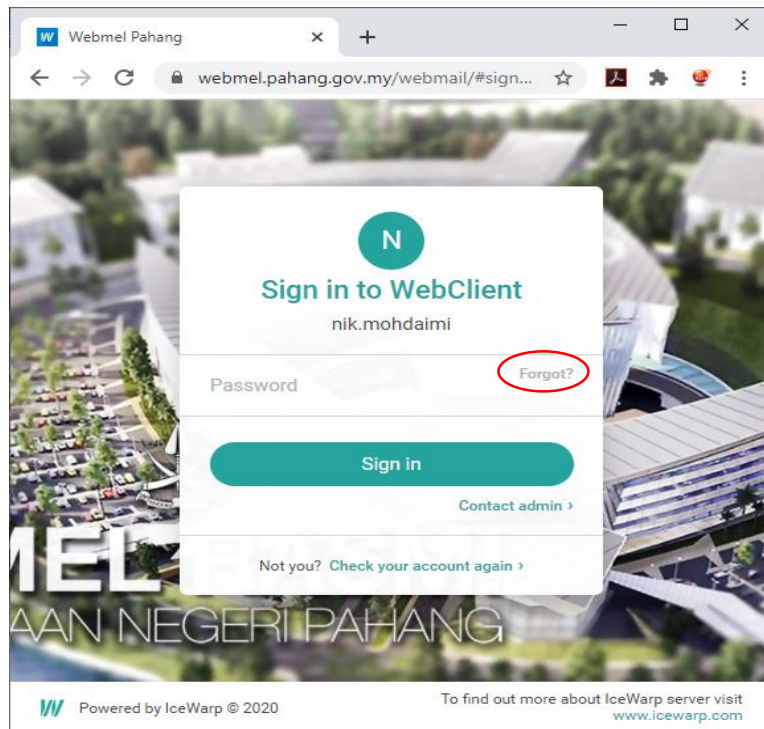 Webmel Pahang
webmel.pahang.gov.my/webmail/#sign...
N
Sign in to WebClient
nik.mohdaimi
Password
Forgot?
Sign in
Contact admin ›
Not you? Check your account again ›
MEL RASMI
AAN NEGERI PAHANG
Powered by IceWarp © 2020
To find out more about IceWarp server visit
www.icewarp.com